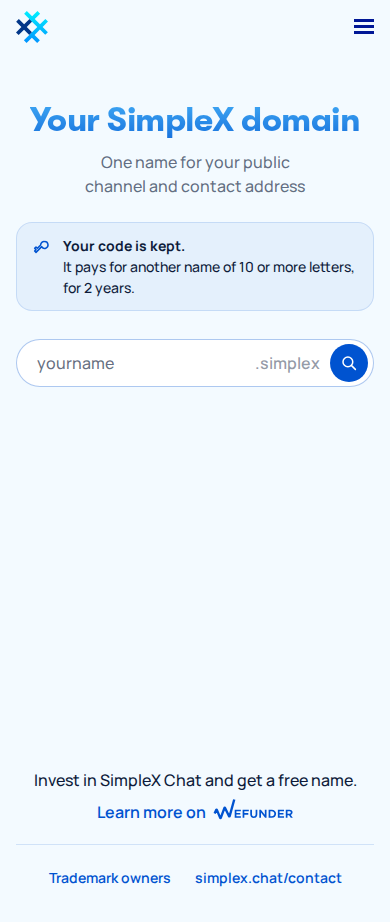 Your SimpleX domain
One name for your public
channel and contact address
Your code is kept.
It pays for another name of 10 or more letters,
for 2 years.
yourname .simplex
Invest in SimpleX Chat and get a free name.
Learn more on WEFUNDER
Trademark owners simplex.chat/contact